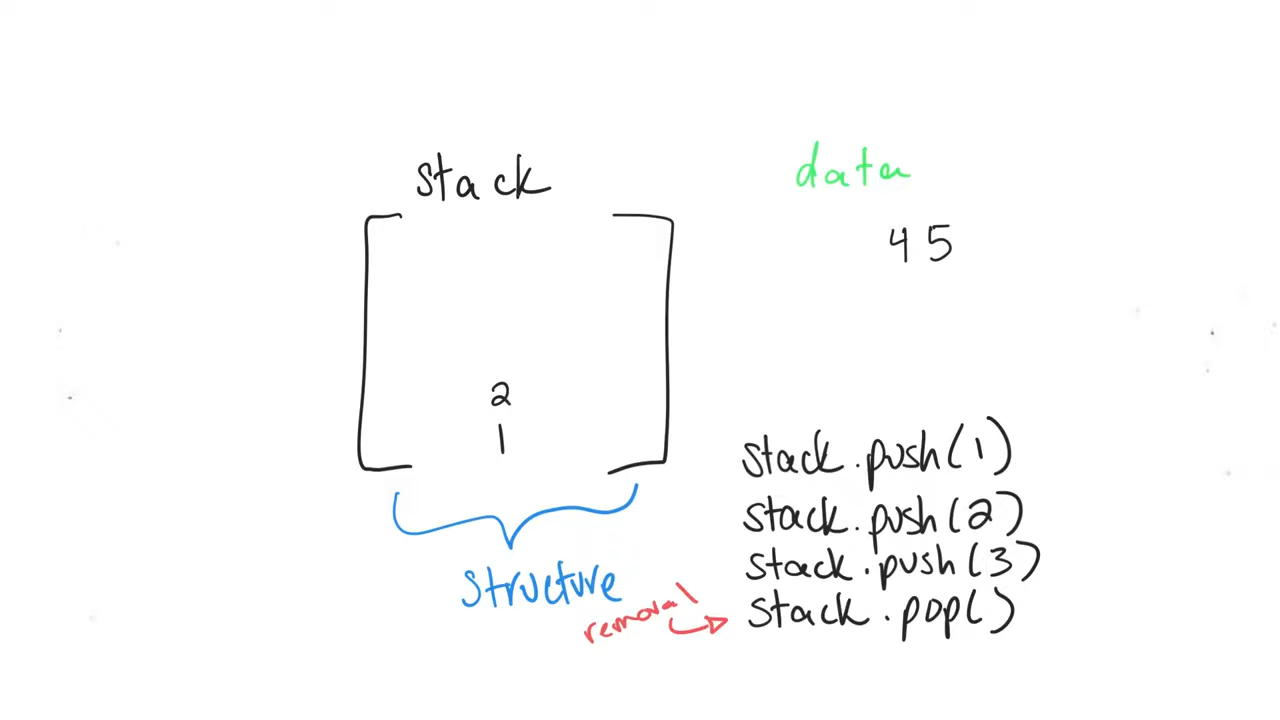 stack
data
4 5
2
1
stack.push(1)
stack.push(2)
stack.push(3)
structure
removal
stack.pop()